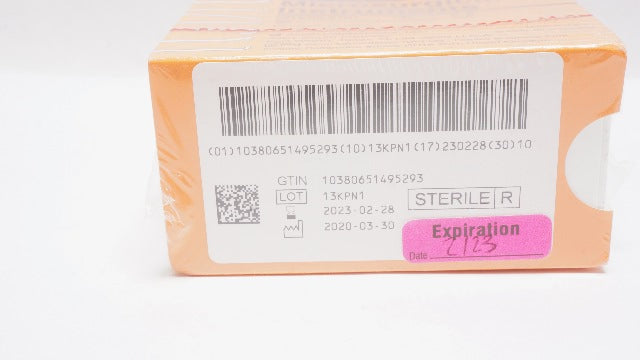 (01)10380651495293(10)13KPN1(17)230228(30)10
GTIN 10380651495293
LOT 13KPN1
2023-02-28
2020-03-30
STERILE R
Expiration
Date 2/23